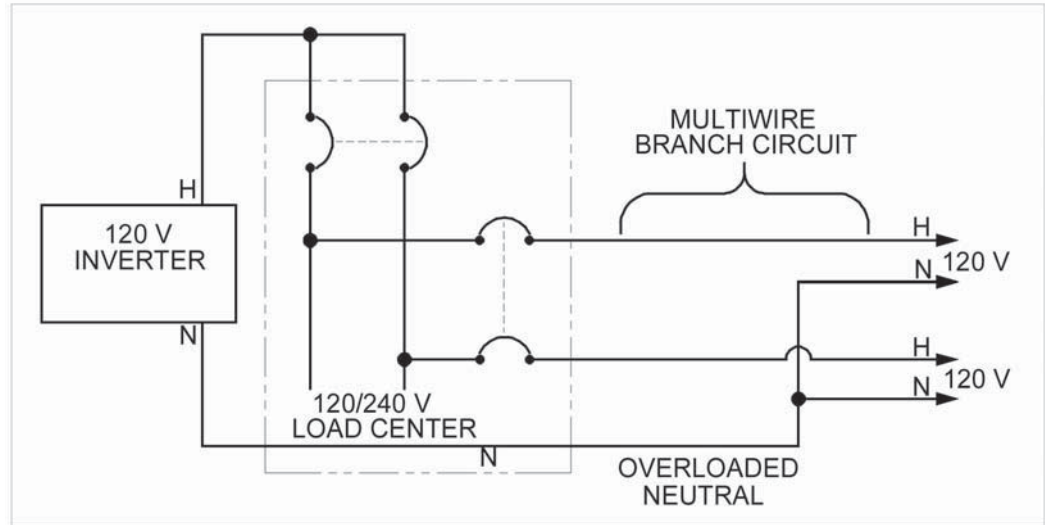 MULTIWIRE
BRANCH CIRCUIT
H
120 V
INVERTER
N
H
N
120 V
H
N
120 V
120/240 V
LOAD CENTER
N
OVERLOADED
NEUTRAL